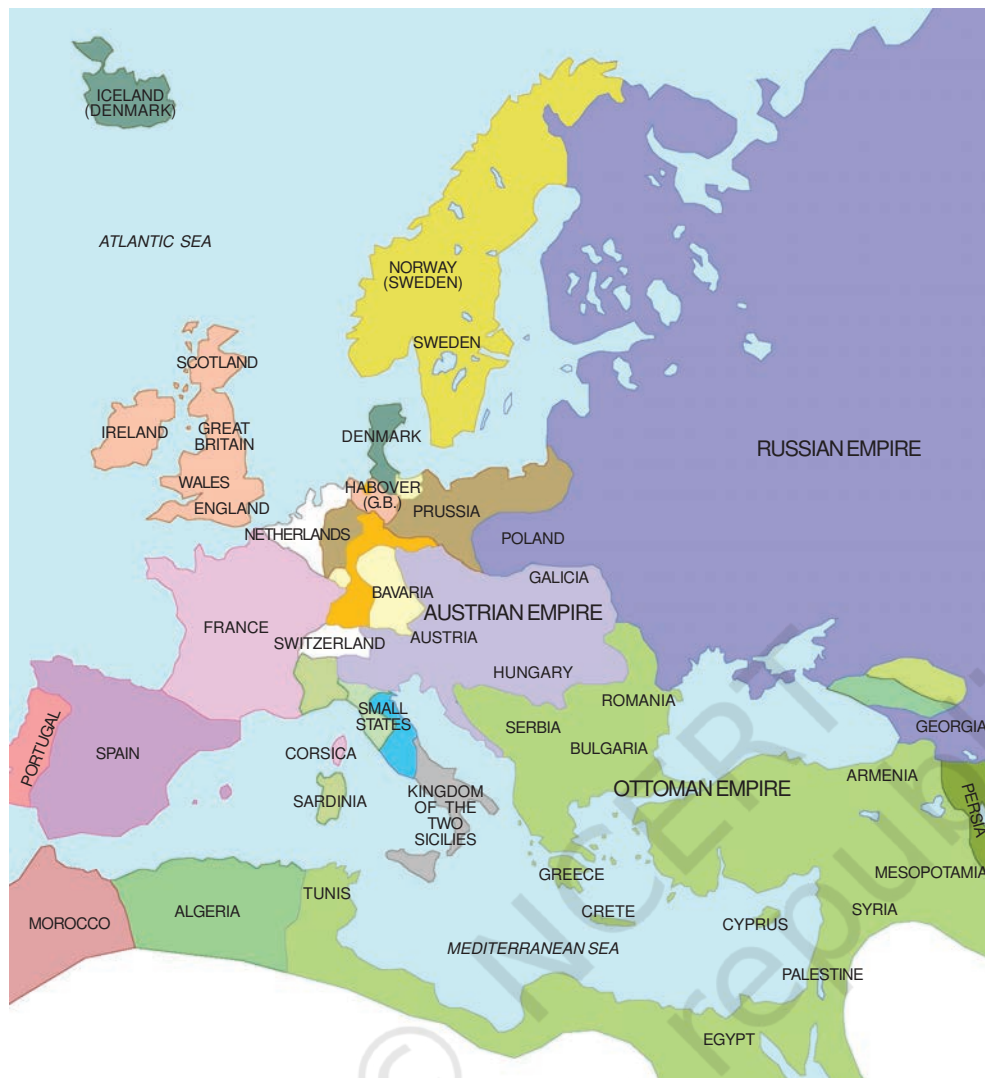 ICELAND
(DENMARK)
ATLANTIC SEA
NORWAY
(SWEDEN)
SWEDEN
SCOTLAND
IRELAND
GREAT
BRITAIN
WALES
ENGLAND
DENMARK
HABOVER
(G.B.)
PRUSSIA
NETHERLANDS
RUSSIAN EMPIRE
POLAND
GALICIA
BAVARIA
AUSTRIAN EMPIRE
FRANCE
SWITZERLAND
AUSTRIA
HUNGARY
ROMANIA
SMALL
STATES
SERBIA
BULGARIA
GEORGIA
PORTUGAL
SPAIN
CORSICA
SARDINIA
KINGDOM
OF THE
TWO
SICILIES
OTTOMAN EMPIRE
ARMENIA
PERSIA
GREECE
MESOPOTAMIA
TUNIS
ALGERIA
MOROCCO
CRETE
CYPRUS
SYRIA
MEDITERRANEAN SEA
PALESTINE
EGYPT
© NCERT